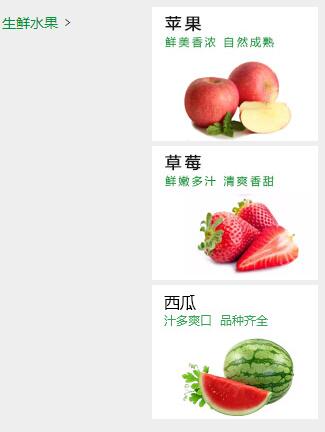 生鲜水果 >
苹果
鲜美香浓 自然成熟
草莓
鲜嫩多汁 清爽香甜
西瓜
汁多爽口 品种齐全